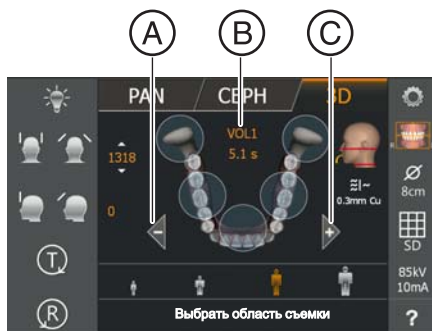 A B C
PAN CEPH 3D
VOL1
5.1 s
1318
0
0.3mm Cu
8cm
SD
85kV
10mA
- +
T
R
Выбрать область съемки
?